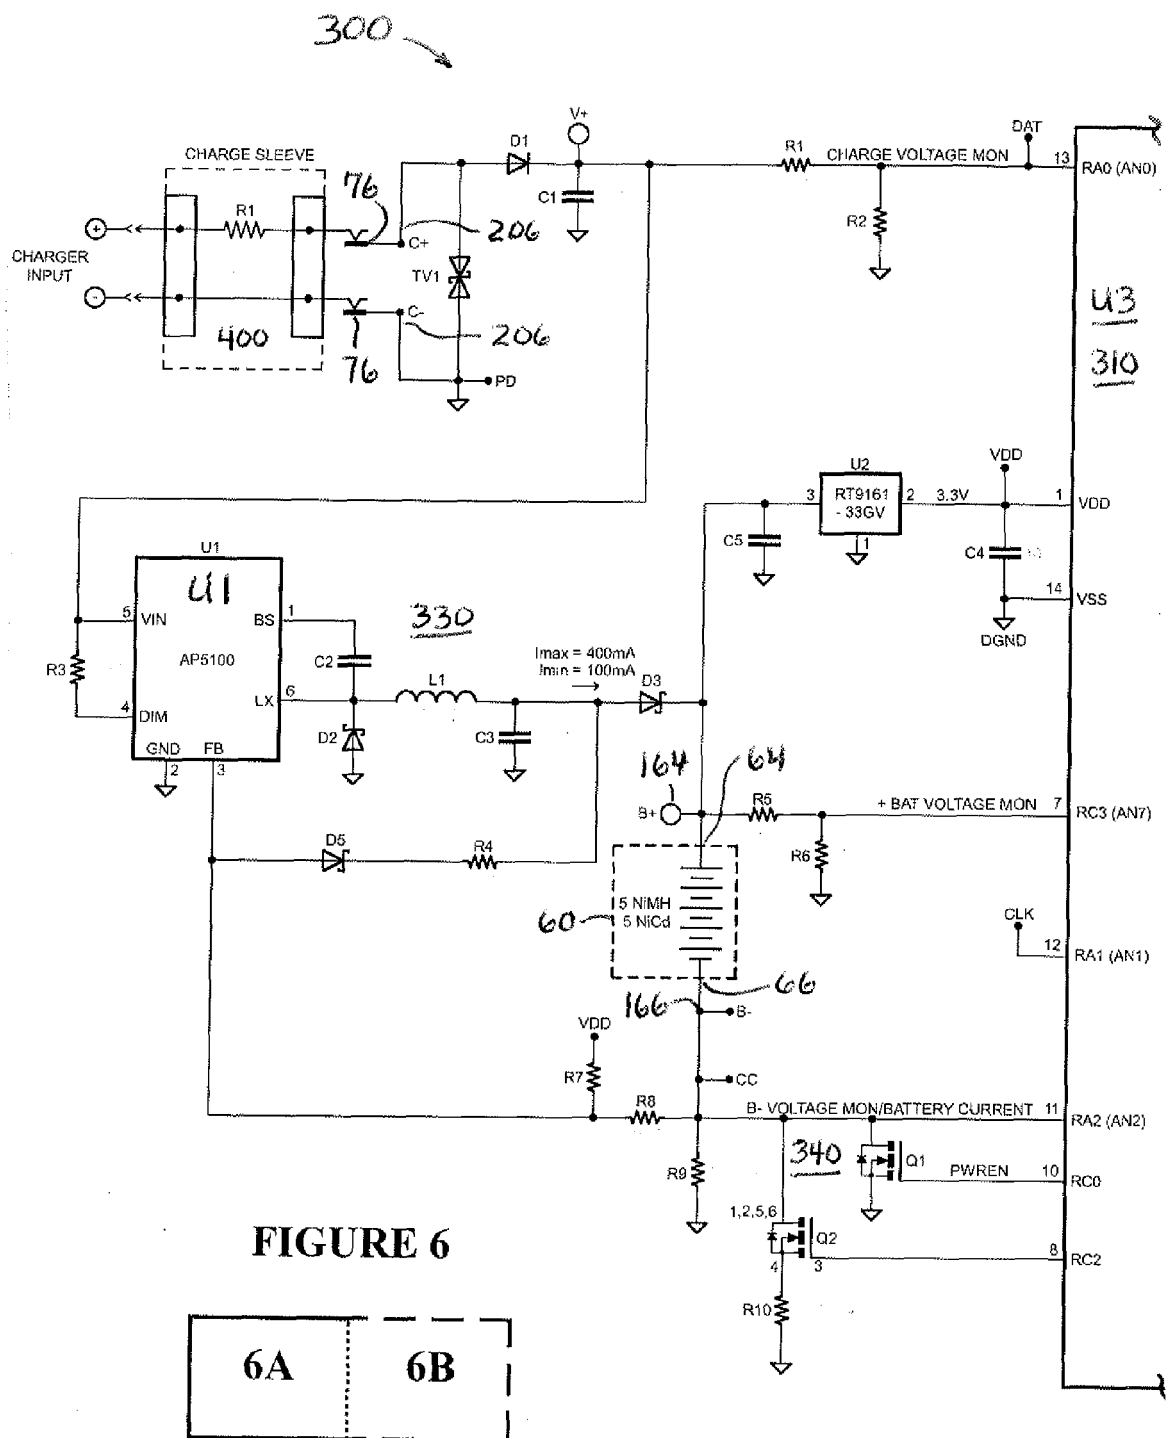 300
V+
D1
DAT
CHARGE SLEEVE
R1
CHARGE VOLTAGE MON
13
RA0 (AN0)
76
C1
R1
R2
206
C+
CHARGER
INPUT
TV1
C-
400
206
76
PD
U3
310
U2
VDD
3
RT9161
- 33GV
2
3.3V
1
VDD
1
C5
C4
14
VSS
DGND
U1
U1
5
VIN
BS
1
330
AP5100
C2
R3
Imax = 400mA
Imin = 100mA
L1
D3
LX
6
4
DIM
D2
C3
GND
FB
2
3
164
64
B+
R5
+ BAT VOLTAGE MON
7
RC3 (AN7)
D5
R4
R6
60
5 NiMH
5 NiCd
CLK
12
RA1 (AN1)
66
166
B-
VDD
R7
CC
R8
B- VOLTAGE MON/BATTERY CURRENT
11
RA2 (AN2)
340
Q1
PWREN
10
RC0
R9
1,2,5,6
Q2
4
3
8
RC2
R10
FIGURE 6
6A
6B